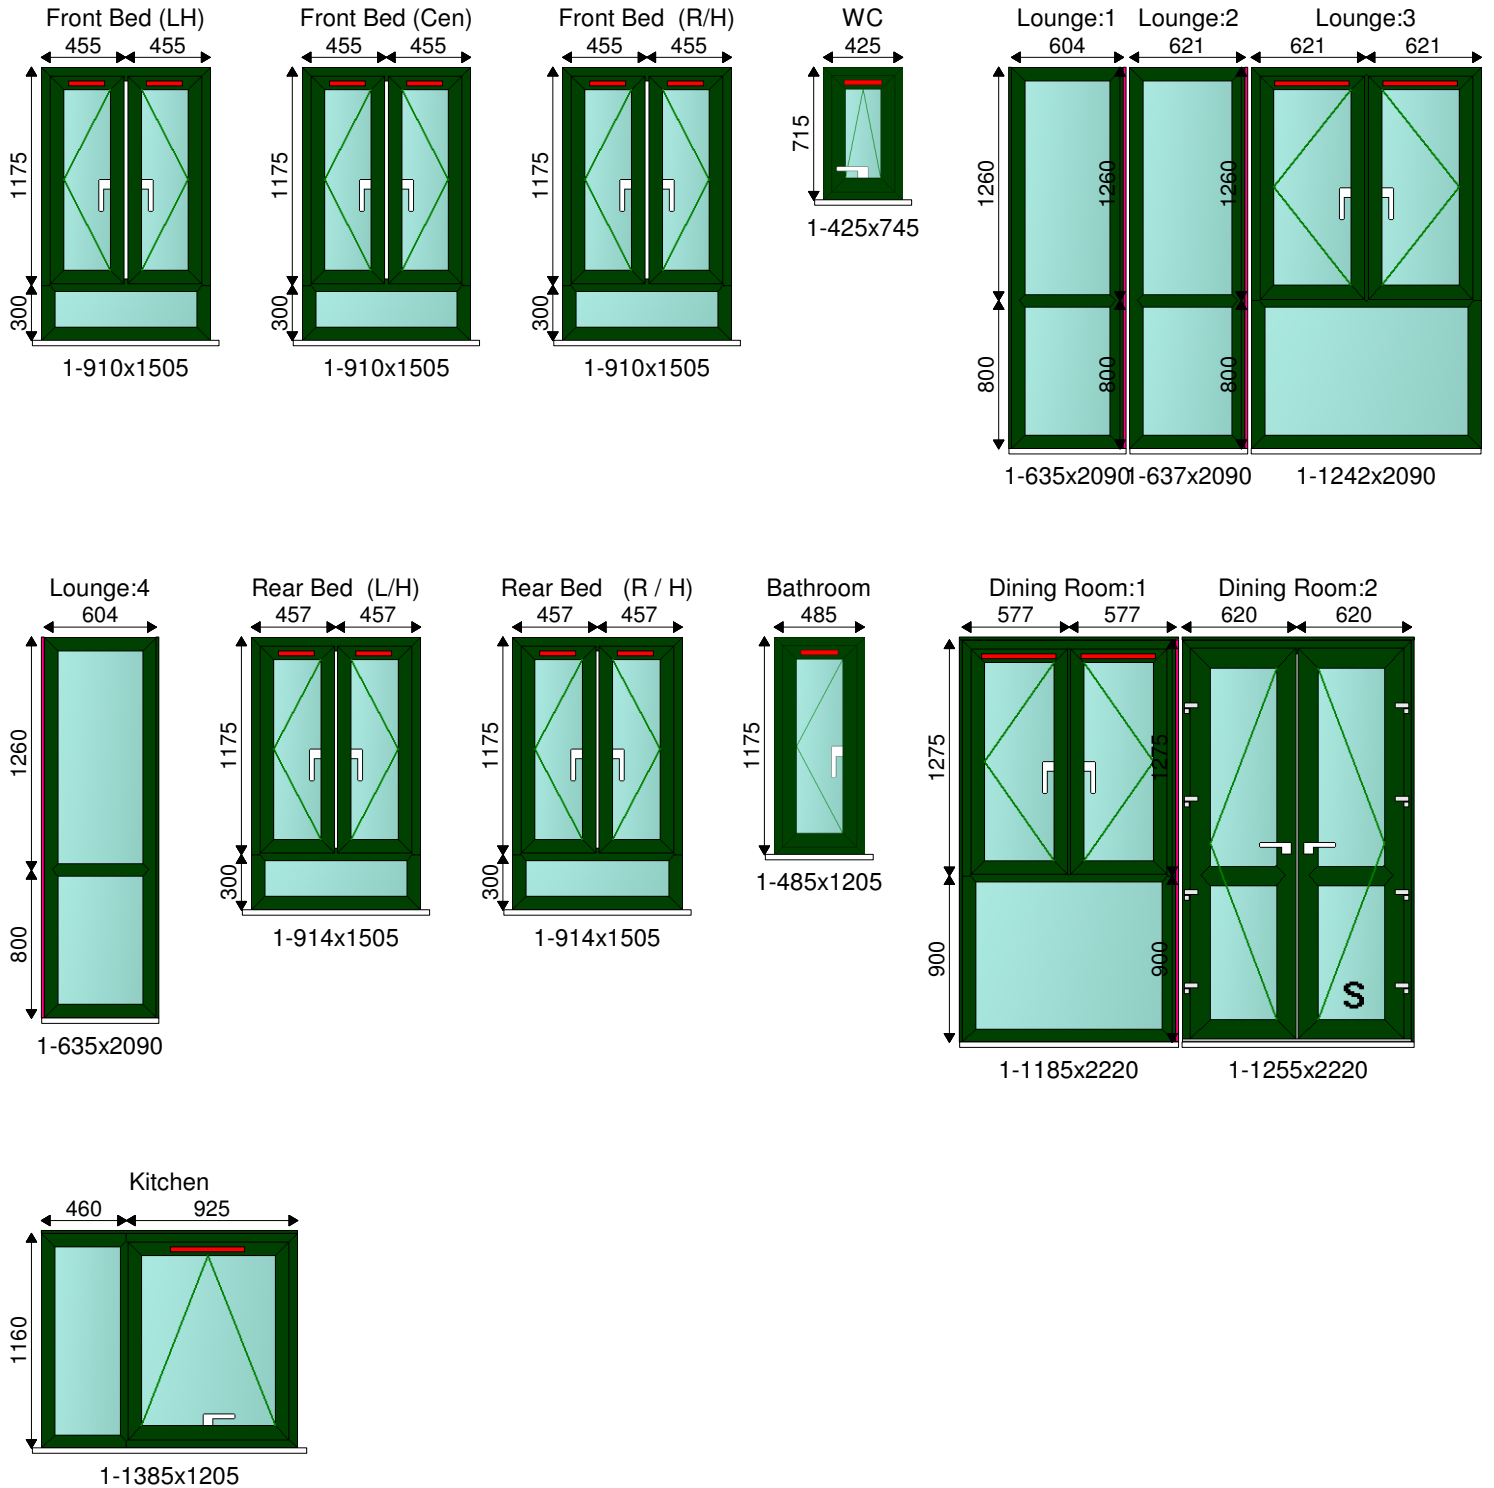 Front Bed (LH)
455 455
1175
300
1-910x1505
Front Bed (Cen)
455 455
1175
300
1-910x1505
Front Bed (R/H)
455 455
1175
300
1-910x1505
WC
425
715
1-425x745
Lounge:1
604
1260
800
1260
800
1-635x2090
Lounge:2
621
1260
800
1-637x2090
Lounge:3
621 621
1-1242x2090
Lounge:4
604
1260
800
1-635x2090
Rear Bed (L/H)
457 457
1175
300
1-914x1505
Rear Bed (R / H)
457 457
1175
300
1-914x1505
Bathroom
485
1175
1-485x1205
Dining Room:1
577 577
1275
900
1275
900
1-1185x2220
Dining Room:2
620 620
S
1-1255x2220
Kitchen
460 925
1160
1-1385x1205